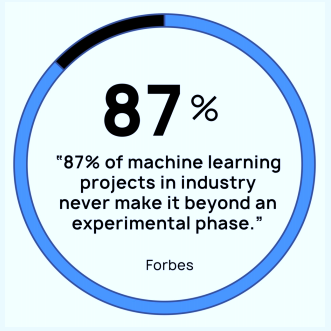 87%
“87% of machine learning
projects in industry
never make it beyond an
experimental phase.”
Forbes